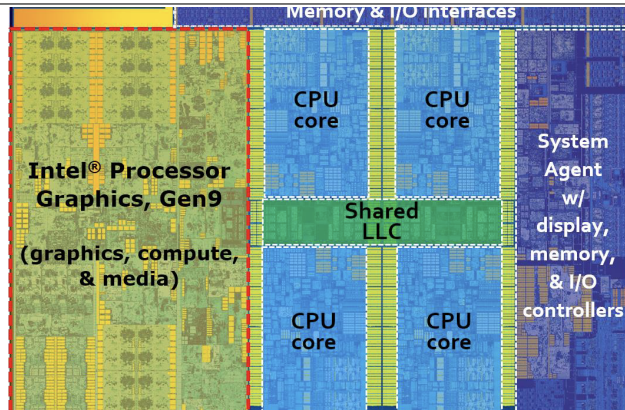 Memory & I/O interfaces
CPU
core
CPU
core
Intel® Processor
Graphics, Gen9
(graphics, compute,
& media)
Shared
LLC
System
Agent
w/
display,
memory,
& I/O
controllers
CPU
core
CPU
core